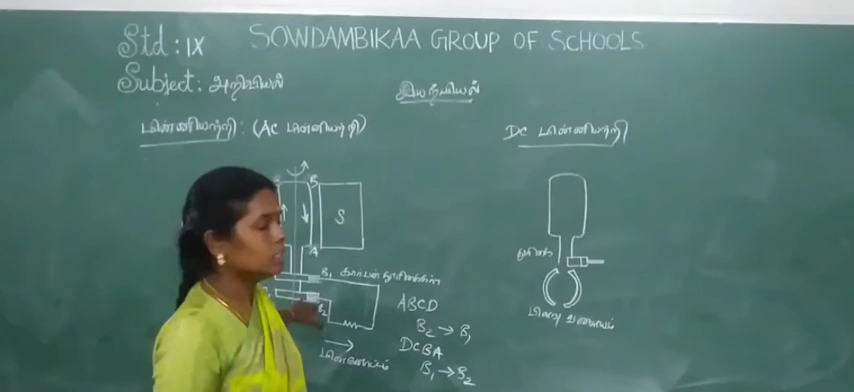 Std : IX
SOWDAMBIKAA GROUP OF SCHOOLS
Subject : அறிவியல்
இயற்பியல்
மின்னியற்றி : (AC மின்னியற்றி)
DC மின்னியற்றி
B
S
A
B₁ கார்பன் தூரிகைகள்
B₂
மின்னோட்டம்
ABCD
B₂ → B₁
DCBA
B₁ → B₂
தூரிகை
பிளவு வளையம்